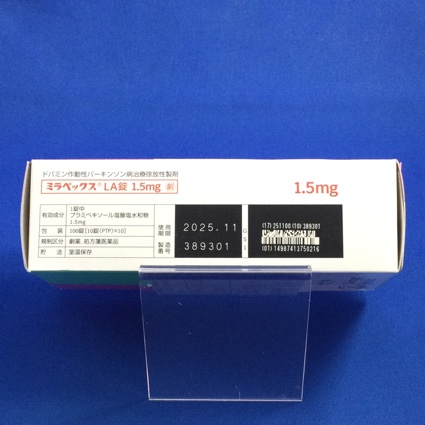 ドパミン作動性パーキンソン病治療徐放性製剤
ミラペックス® LA錠 1.5mg 劇
1.5mg
有効成分 1錠中
プラミペキソール塩酸塩水和物
1.5mg
包 装 100錠[10錠(PTP)×10]
規制区分 劇薬、処方箋医薬品
貯 法 室温保存
使用期限 2025.11
製造番号 389301
GS1
(17) 251100 (10) 389301
(01) 14987413750216